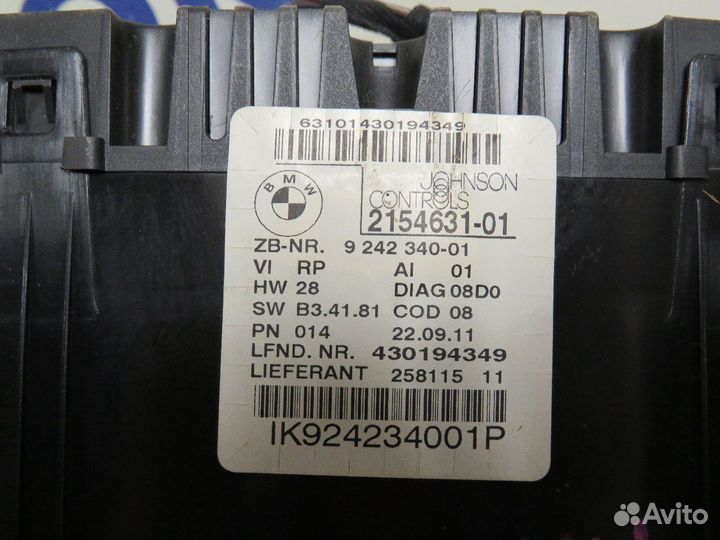 63101430194349
BMW
JOHNSON
CONTROLS
2154631-01
ZB-NR. 9 242 340-01
VI RP AI 01
HW 28 DIAG 08D0
SW B3.41.81 COD 08
PN 014 22.09.11
LFND. NR. 430194349
LIEFERANT 258115 11
IK924234001P
Avito